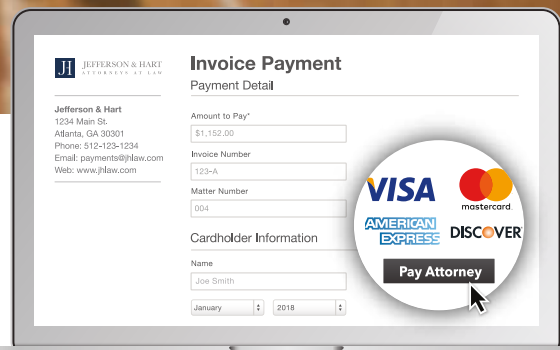 JH
JEFFERSON & HART
ATTORNEYS AT LAW
Jefferson & Hart
1234 Main St.
Atlanta, GA 30301
Phone: 512-123-1234
Email: payments@jhlaw.com
Web: www.jhlaw.com
Invoice Payment
Payment Detail
Amount to Pay*
$1,152.00
Invoice Number
123-A
Matter Number
004
Cardholder Information
Name
Joe Smith
January
2018
VISA
mastercard
AMERICAN
EXPRESS
DISCOVER
Pay Attorney